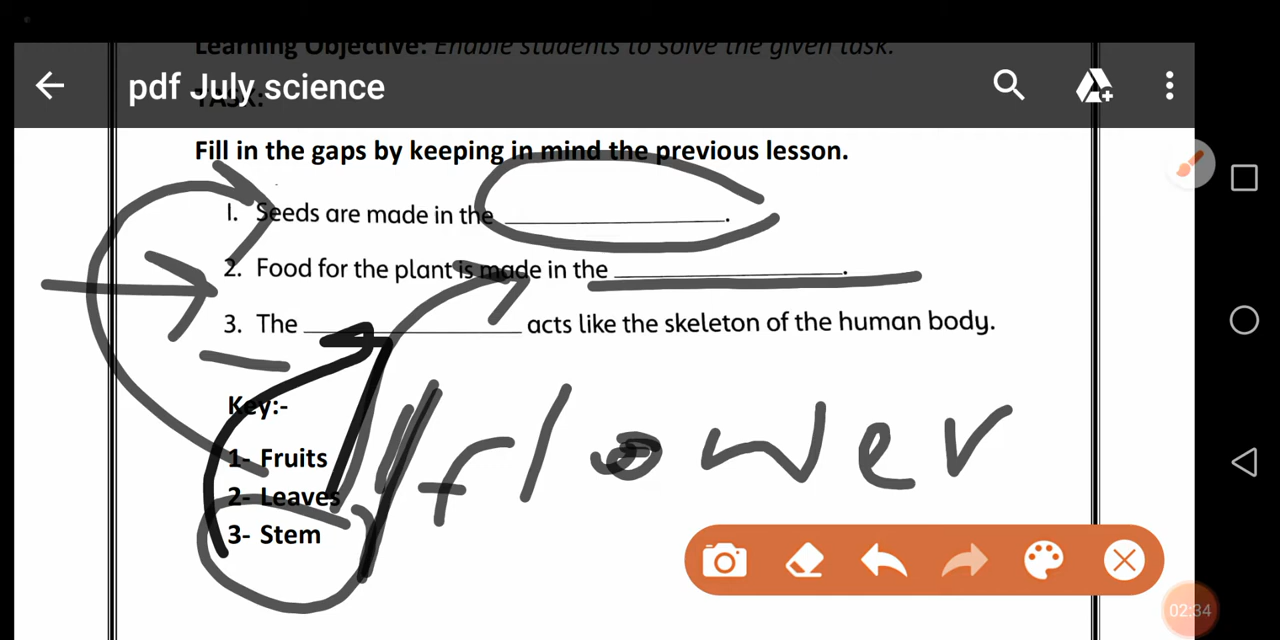 Learning Objective: Enable students to solve the given task.
pdf July science
TASK:
Fill in the gaps by keeping in mind the previous lesson.
1. Seeds are made in the ____________________.
2. Food for the plant is made in the ____________________.
3. The ____________________ acts like the skeleton of the human body.
Key:-
flower
1- Fruits
2- Leaves
3- Stem
02:34